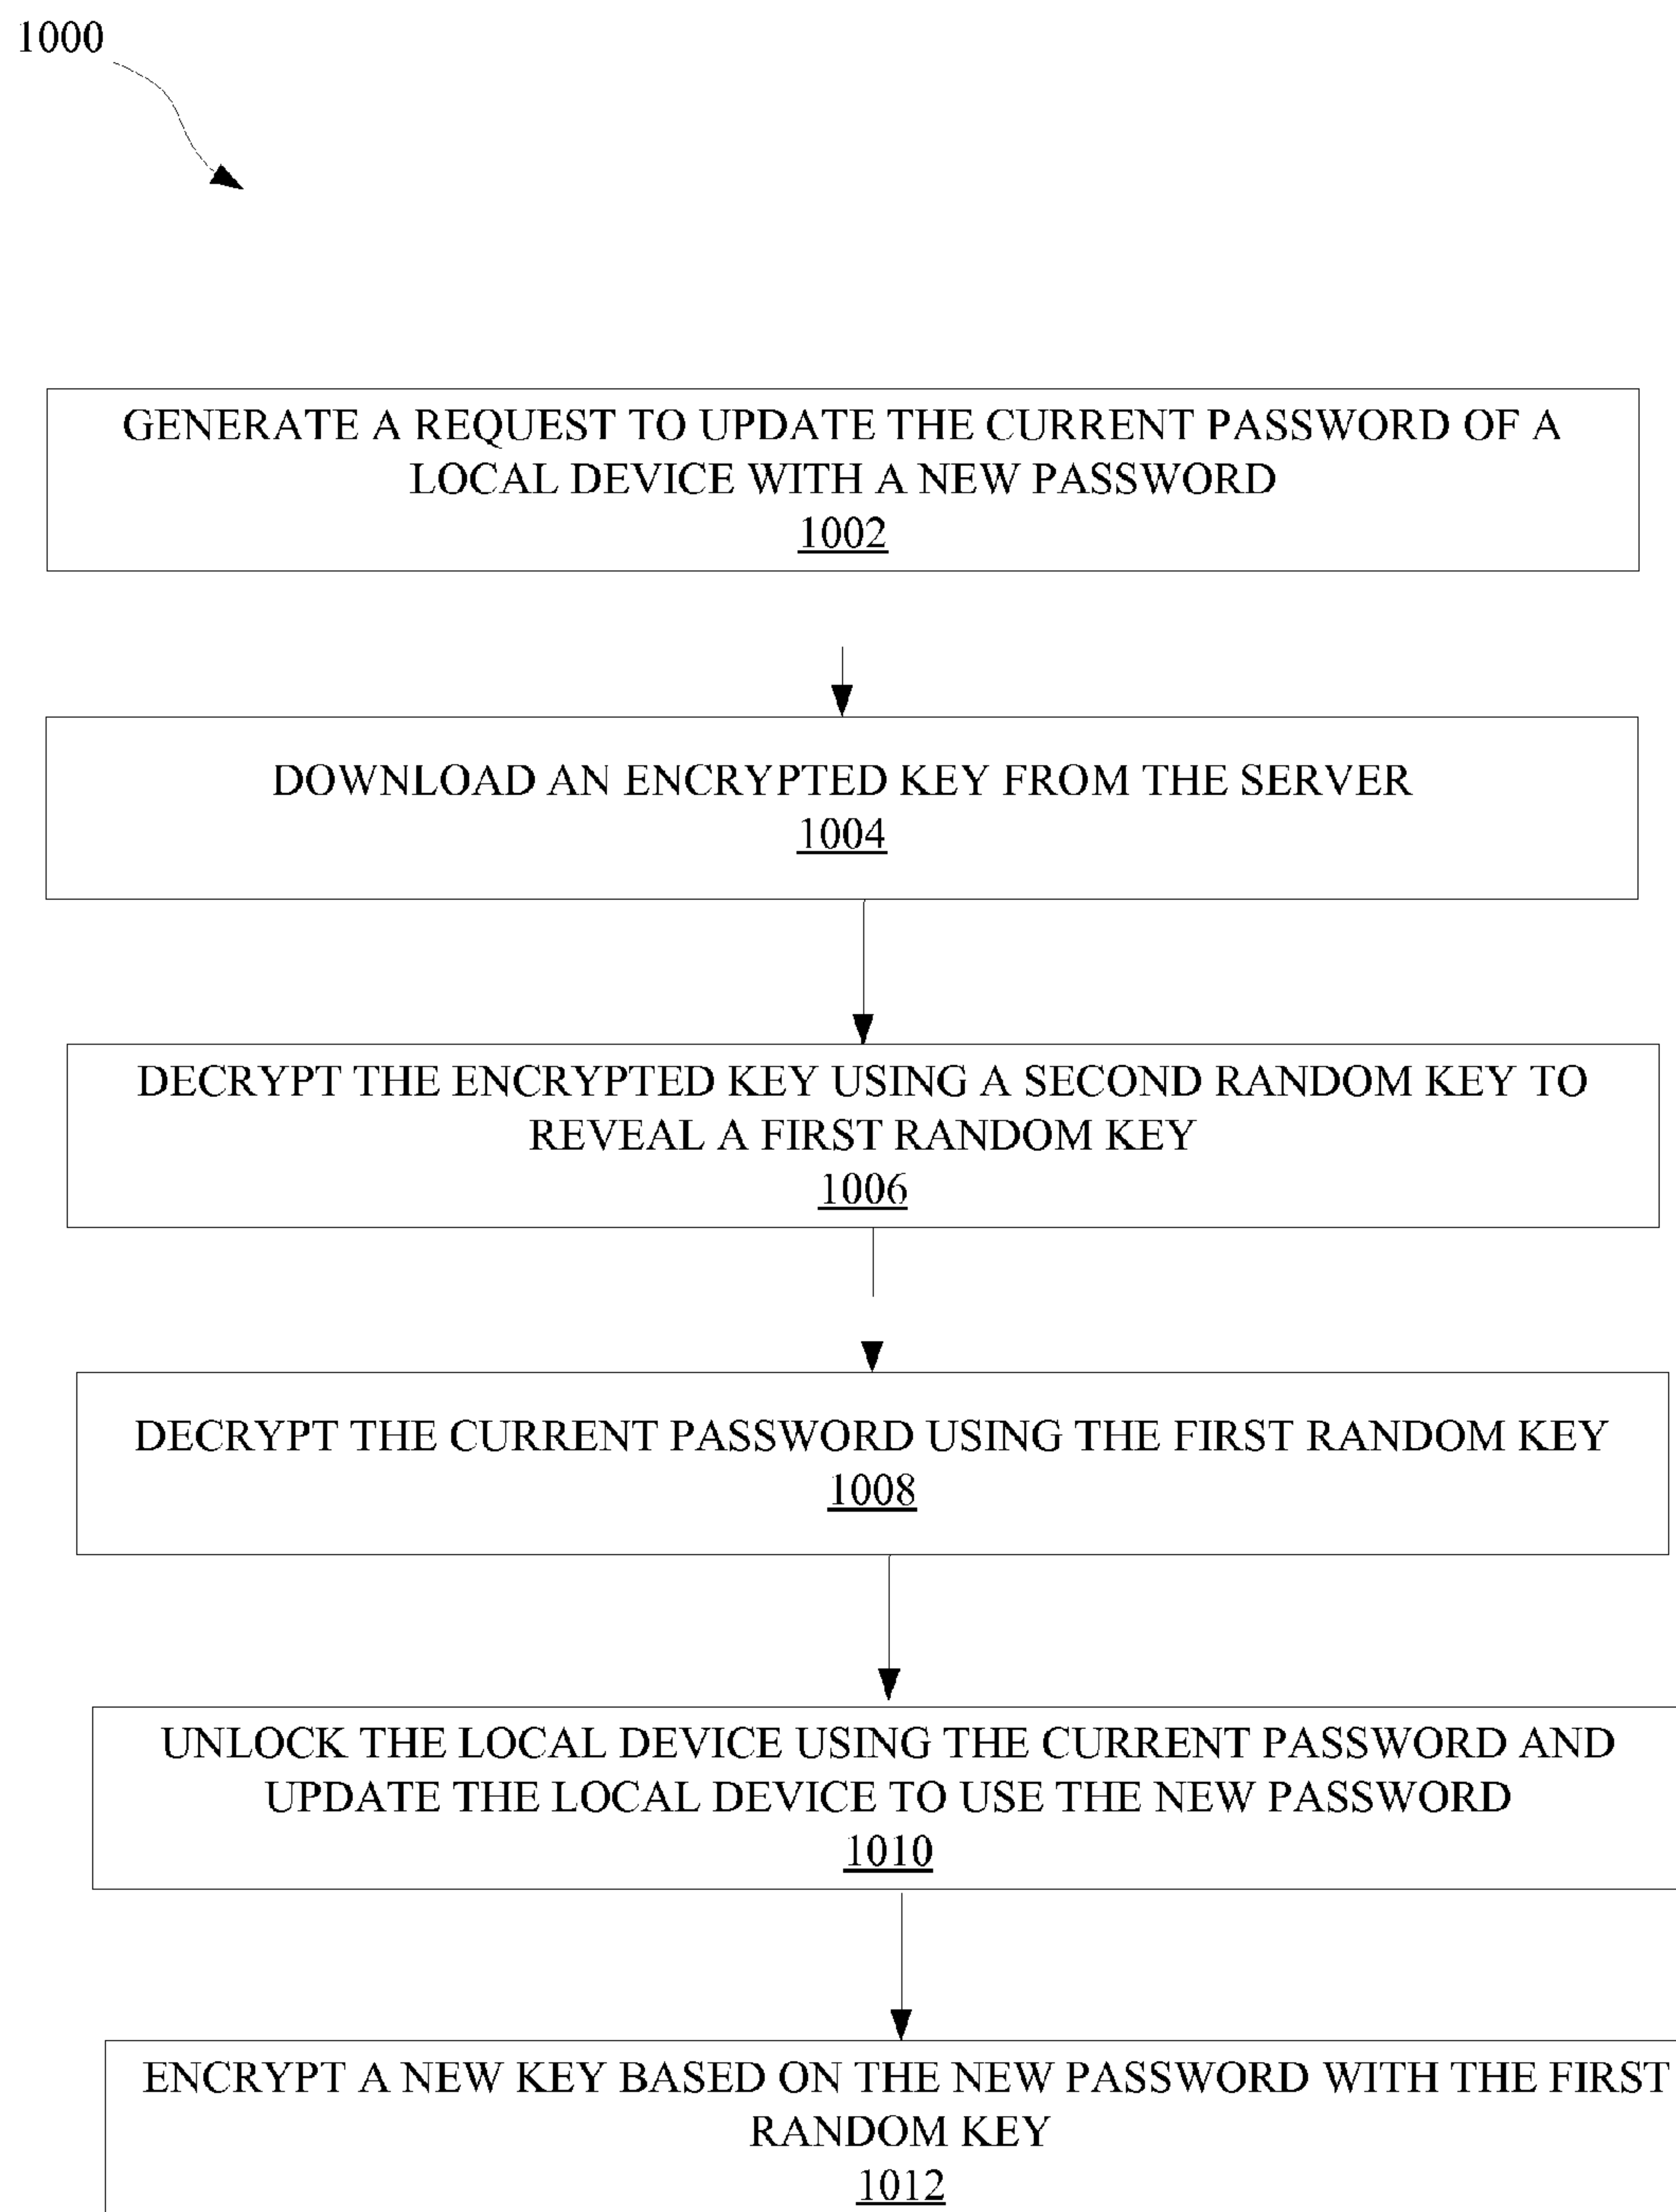 1000
GENERATE A REQUEST TO UPDATE THE CURRENT PASSWORD OF A
LOCAL DEVICE WITH A NEW PASSWORD
1002
DOWNLOAD AN ENCRYPTED KEY FROM THE SERVER
1004
DECRYPT THE ENCRYPTED KEY USING A SECOND RANDOM KEY TO
REVEAL A FIRST RANDOM KEY
1006
DECRYPT THE CURRENT PASSWORD USING THE FIRST RANDOM KEY
1008
UNLOCK THE LOCAL DEVICE USING THE CURRENT PASSWORD AND
UPDATE THE LOCAL DEVICE TO USE THE NEW PASSWORD
1010
ENCRYPT A NEW KEY BASED ON THE NEW PASSWORD WITH THE FIRST
RANDOM KEY
1012